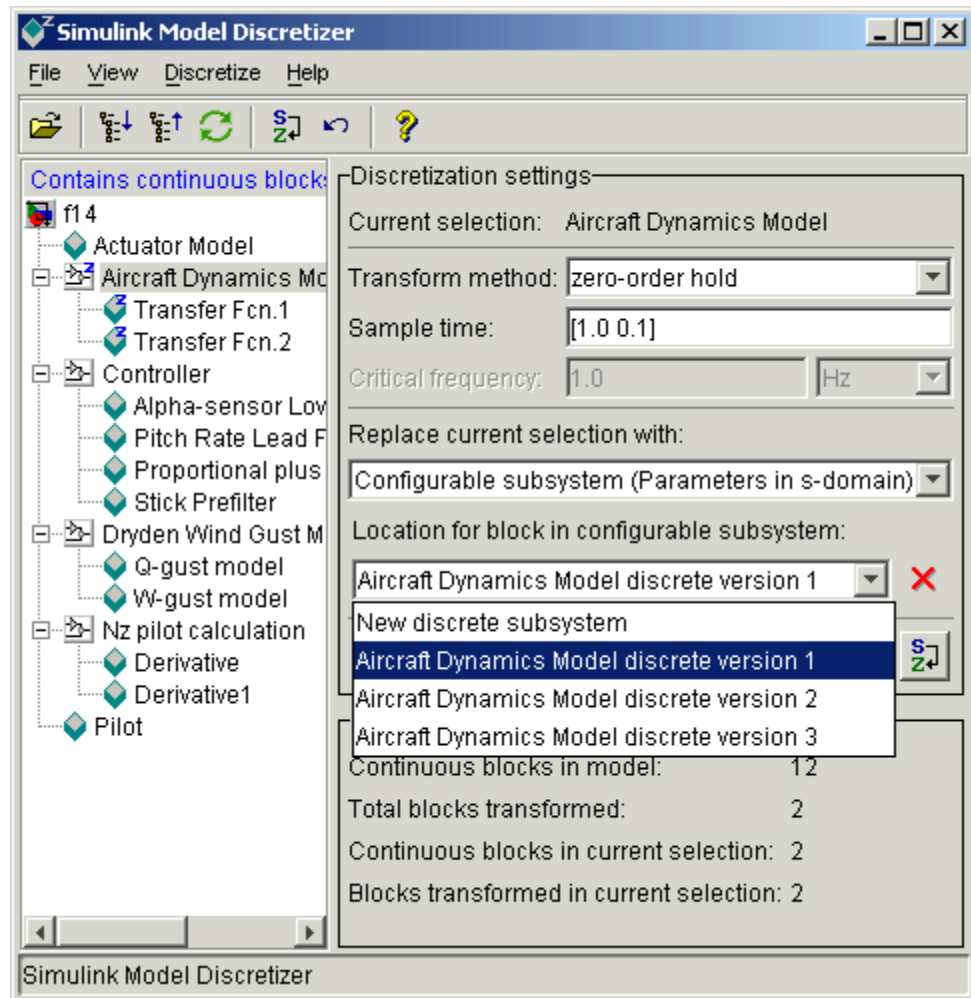 Simulink Model Discretizer
File View Discretize Help
Contains continuous block
f14
Actuator Model
Aircraft Dynamics Mo
Transfer Fcn.1
Transfer Fcn.2
Controller
Alpha-sensor Low
Pitch Rate Lead F
Proportional plus
Stick Prefilter
Dryden Wind Gust M
Q-gust model
W-gust model
Nz pilot calculation
Derivative
Derivative1
Pilot
Discretization settings
Current selection: Aircraft Dynamics Model
Transform method: zero-order hold
Sample time: [1.0 0.1]
Critical frequency: 1.0 Hz
Replace current selection with:
Configurable subsystem (Parameters in s-domain)
Location for block in configurable subsystem:
Aircraft Dynamics Model discrete version 1
New discrete subsystem
Aircraft Dynamics Model discrete version 1
Aircraft Dynamics Model discrete version 2
Aircraft Dynamics Model discrete version 3
Continuous blocks in model: 12
Total blocks transformed: 2
Continuous blocks in current selection: 2
Blocks transformed in current selection: 2
Simulink Model Discretizer